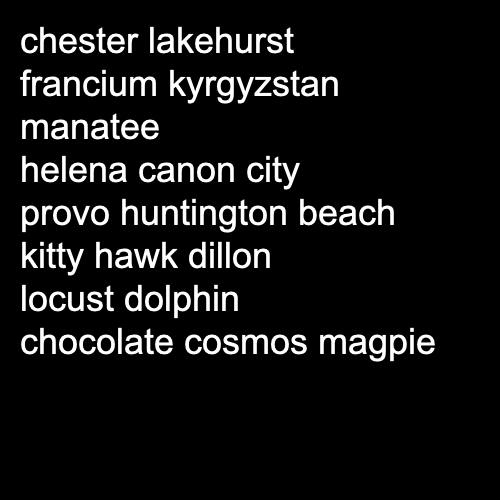 chester lakehurst
francium kyrgyzstan
manatee
helena canon city
provo huntington beach
kitty hawk dillon
locust dolphin
chocolate cosmos magpie